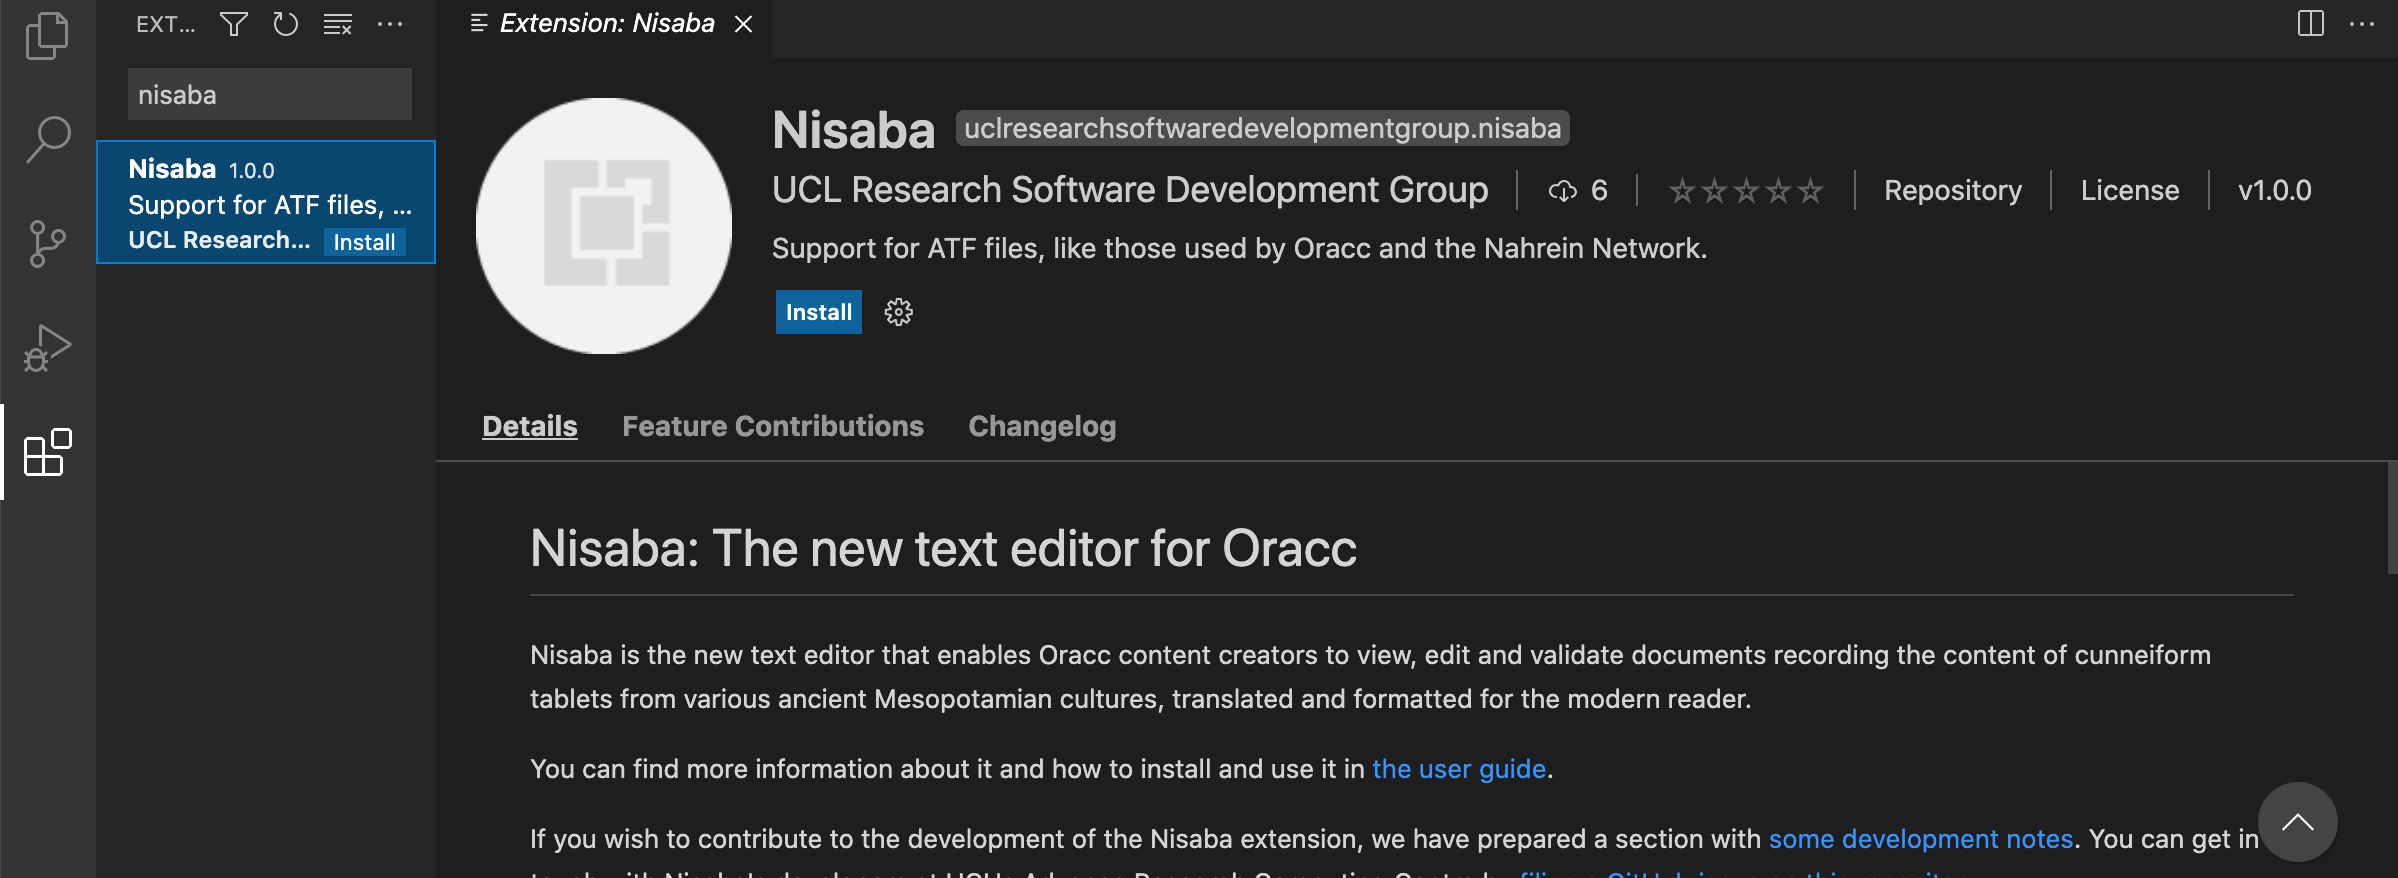 EXT...
Extension: Nisaba
nisaba
Nisaba 1.0.0
Support for ATF files, ...
UCL Research... Install
Nisaba uclresearchsoftwaredevelopmentgroup.nisaba
UCL Research Software Development Group 6 Repository License v1.0.0
Support for ATF files, like those used by Oracc and the Nahrein Network.
Install
Details Feature Contributions Changelog
Nisaba: The new text editor for Oracc
Nisaba is the new text editor that enables Oracc content creators to view, edit and validate documents recording the content of cunneiform
tablets from various ancient Mesopotamian cultures, translated and formatted for the modern reader.
You can find more information about it and how to install and use it in the user guide.
If you wish to contribute to the development of the Nisaba extension, we have prepared a section with some development notes. You can get in